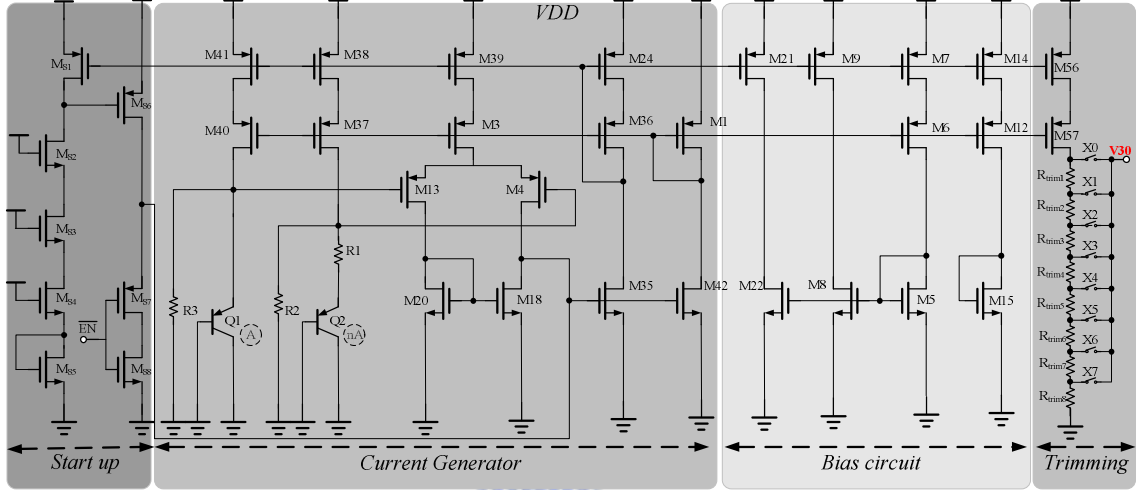 VDD
M41 M38 M39 M24 M21 M9 M7 M14 M56
MS1
MS6
M40 M37 M3 M36 M1 M6 M12 M57
MS2
X0 V30
M13 M4
Rtrim1 X1
Rtrim2 X2
MS3
R1
Rtrim3 X3
Rtrim4 X4
MS4 MS7 M20 M18 M35 M42 M22 M8 M5 M15
R3 R2
Rtrim5 X5
EN Q1 A Q2 nA
Rtrim6 X6
MS5 MS8
Rtrim7 X7
Rtrim8
Start up Current Generator Bias circuit Trimming